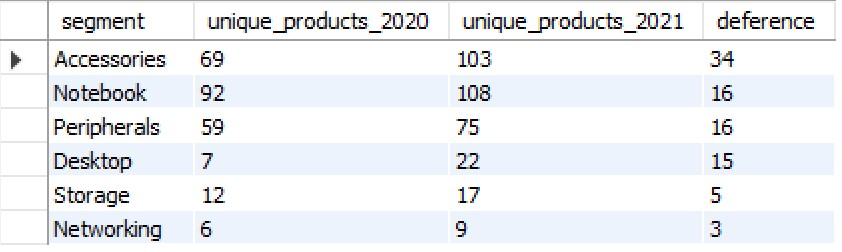 segment unique_products_2020 unique_products_2021 deference
Accessories 69 103 34
Notebook 92 108 16
Peripherals 59 75 16
Desktop 7 22 15
Storage 12 17 5
Networking 6 9 3